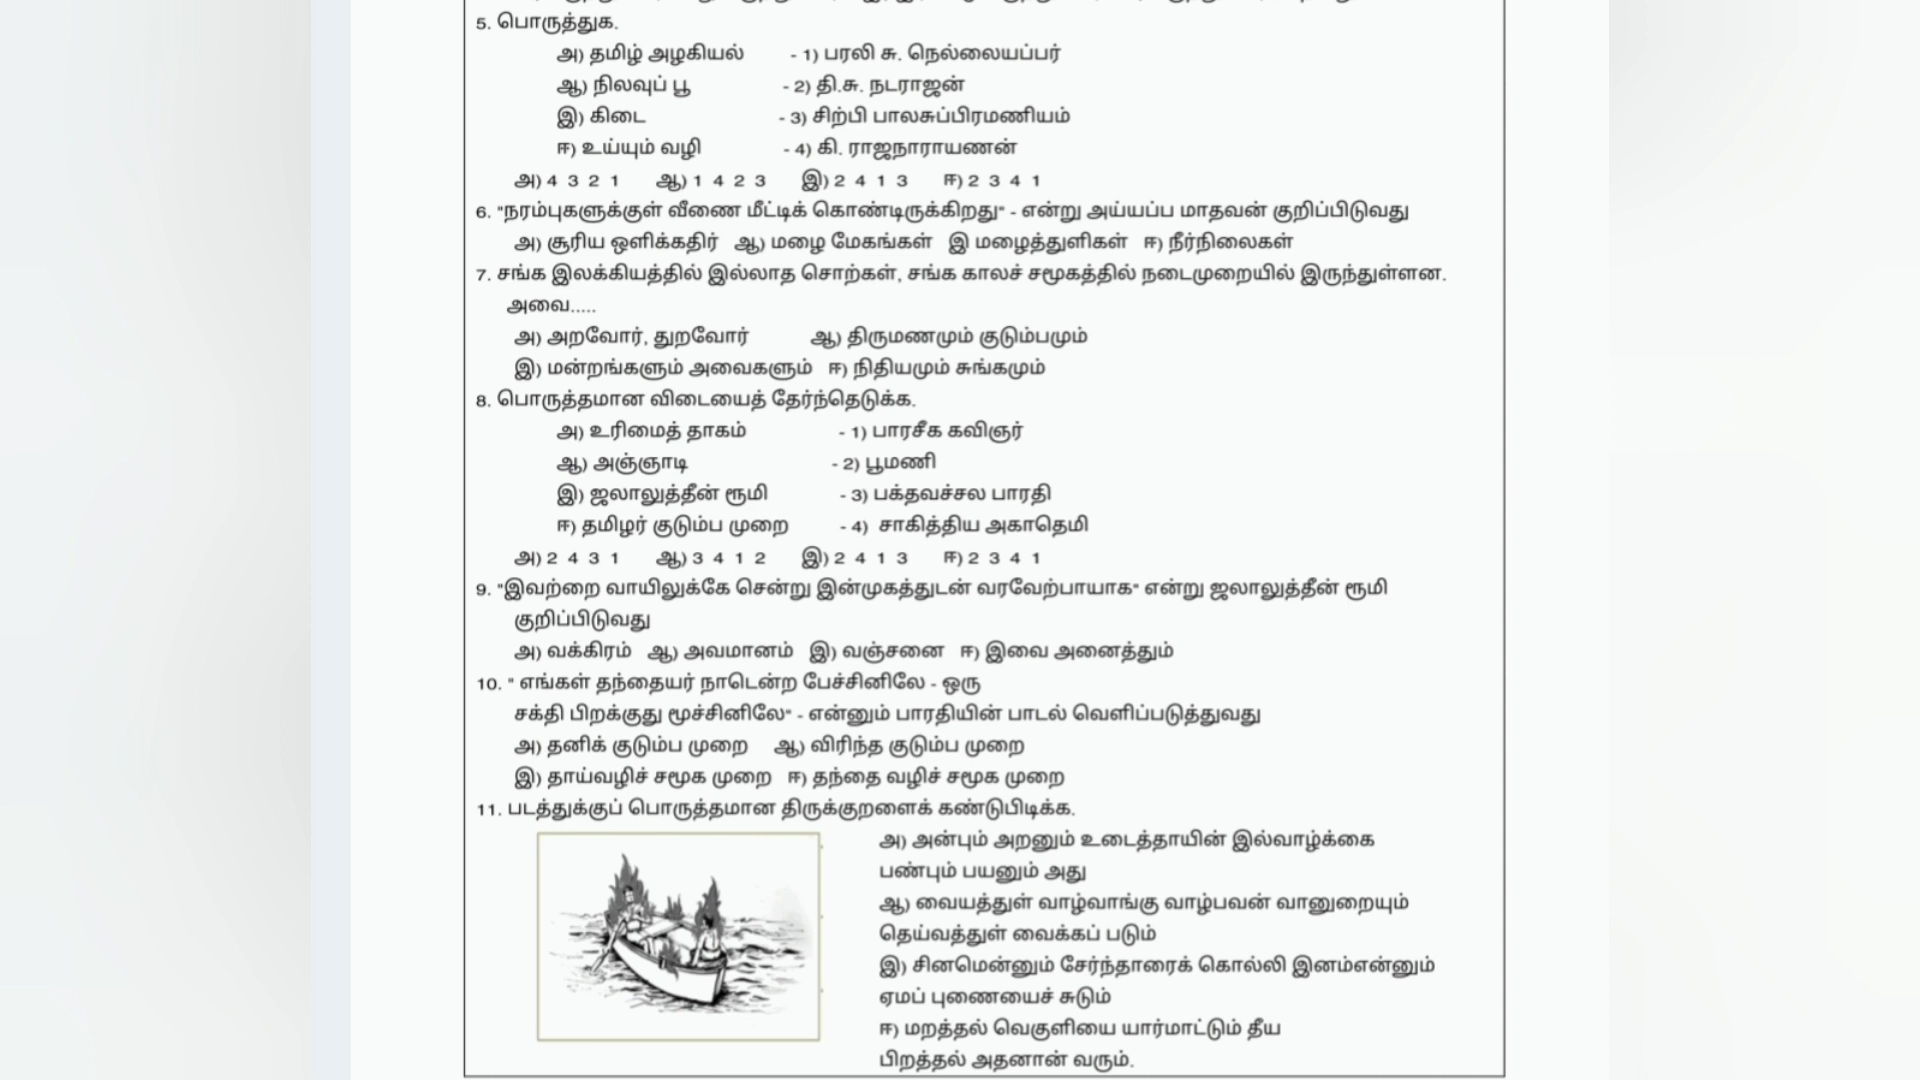 5. பொருத்துக.
அ) தமிழ் அழகியல் - 1) பரலி சு. நெல்லையப்பர்
ஆ) நிலவுப் பூ - 2) தி.சு. நடராஜன்
இ) கிடை - 3) சிற்பி பாலசுப்பிரமணியம்
ஈ) உய்யும் வழி - 4) கி. ராஜநாராயணன்
அ) 4 3 2 1 ஆ) 1 4 2 3 இ) 2 4 1 3 ஈ) 2 3 4 1
6. "நரம்புகளுக்குள் வீணை மீட்டிக் கொண்டிருக்கிறது" - என்று அய்யப்ப மாதவன் குறிப்பிடுவது
அ) சூரிய ஒளிக்கதிர் ஆ) மழை மேகங்கள் இ மழைத்துளிகள் ஈ) நீர்நிலைகள்
7. சங்க இலக்கியத்தில் இல்லாத சொற்கள், சங்க காலச் சமூகத்தில் நடைமுறையில் இருந்துள்ளன.
அவை.....
அ) அறவோர், துறவோர் ஆ) திருமணமும் குடும்பமும்
இ) மன்றங்களும் அவைகளும் ஈ) நிதியமும் சுங்கமும்
8. பொருத்தமான விடையைத் தேர்ந்தெடுக்க.
அ) உரிமைத் தாகம் - 1) பாரசீக கவிஞர்
ஆ) அஞ்ஞாடி - 2) பூமணி
இ) ஜலாலுத்தீன் ரூமி - 3) பக்தவச்சல பாரதி
ஈ) தமிழர் குடும்ப முறை - 4) சாகித்திய அகாதெமி
அ) 2 4 3 1 ஆ) 3 4 1 2 இ) 2 4 1 3 ஈ) 2 3 4 1
9. "இவற்றை வாயிலுக்கே சென்று இன்முகத்துடன் வரவேற்பாயாக" என்று ஜலாலுத்தீன் ரூமி
குறிப்பிடுவது
அ) வக்கிரம் ஆ) அவமானம் இ) வஞ்சனை ஈ) இவை அனைத்தும்
10. " எங்கள் தந்தையர் நாடென்ற பேச்சினிலே - ஒரு
சக்தி பிறக்குது மூச்சினிலே" - என்னும் பாரதியின் பாடல் வெளிப்படுத்துவது
அ) தனிக் குடும்ப முறை ஆ) விரிந்த குடும்ப முறை
இ) தாய்வழிச் சமூக முறை ஈ) தந்தை வழிச் சமூக முறை
11. படத்துக்குப் பொருத்தமான திருக்குறளைக் கண்டுபிடிக்க.
அ) அன்பும் அறனும் உடைத்தாயின் இல்வாழ்க்கை
பண்பும் பயனும் அது
ஆ) வையத்துள் வாழ்வாங்கு வாழ்பவன் வானுறையும்
தெய்வத்துள் வைக்கப் படும்
இ) சினமென்னும் சேர்ந்தாரைக் கொல்லி இனம்என்னும்
ஏமப் புணையைச் சுடும்
ஈ) மறத்தல் வெகுளியை யார்மாட்டும் தீய
பிறத்தல் அதனான் வரும்.